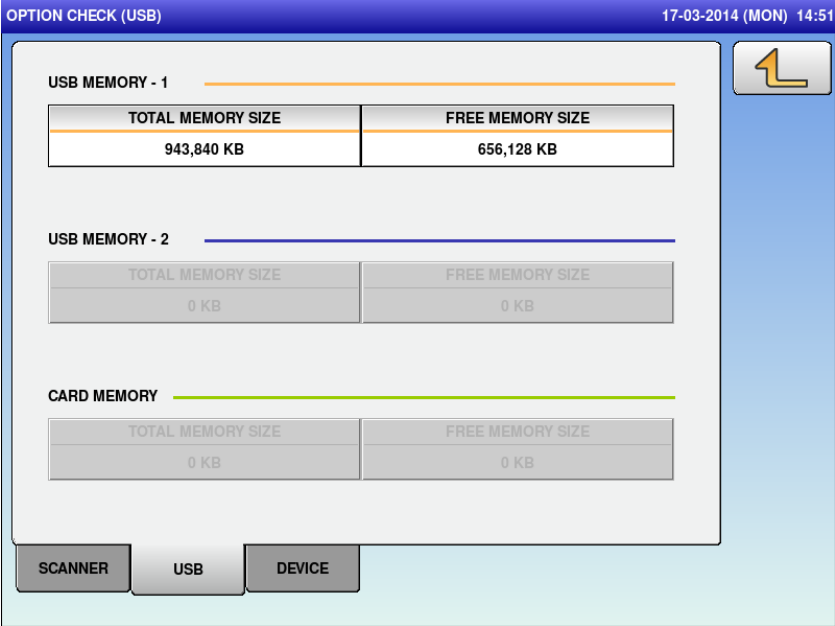 OPTION CHECK (USB) 17-03-2014 (MON) 14:51
USB MEMORY - 1
TOTAL MEMORY SIZE FREE MEMORY SIZE
943,840 KB 656,128 KB
USB MEMORY - 2
TOTAL MEMORY SIZE FREE MEMORY SIZE
0 KB 0 KB
CARD MEMORY
TOTAL MEMORY SIZE FREE MEMORY SIZE
0 KB 0 KB
SCANNER USB DEVICE